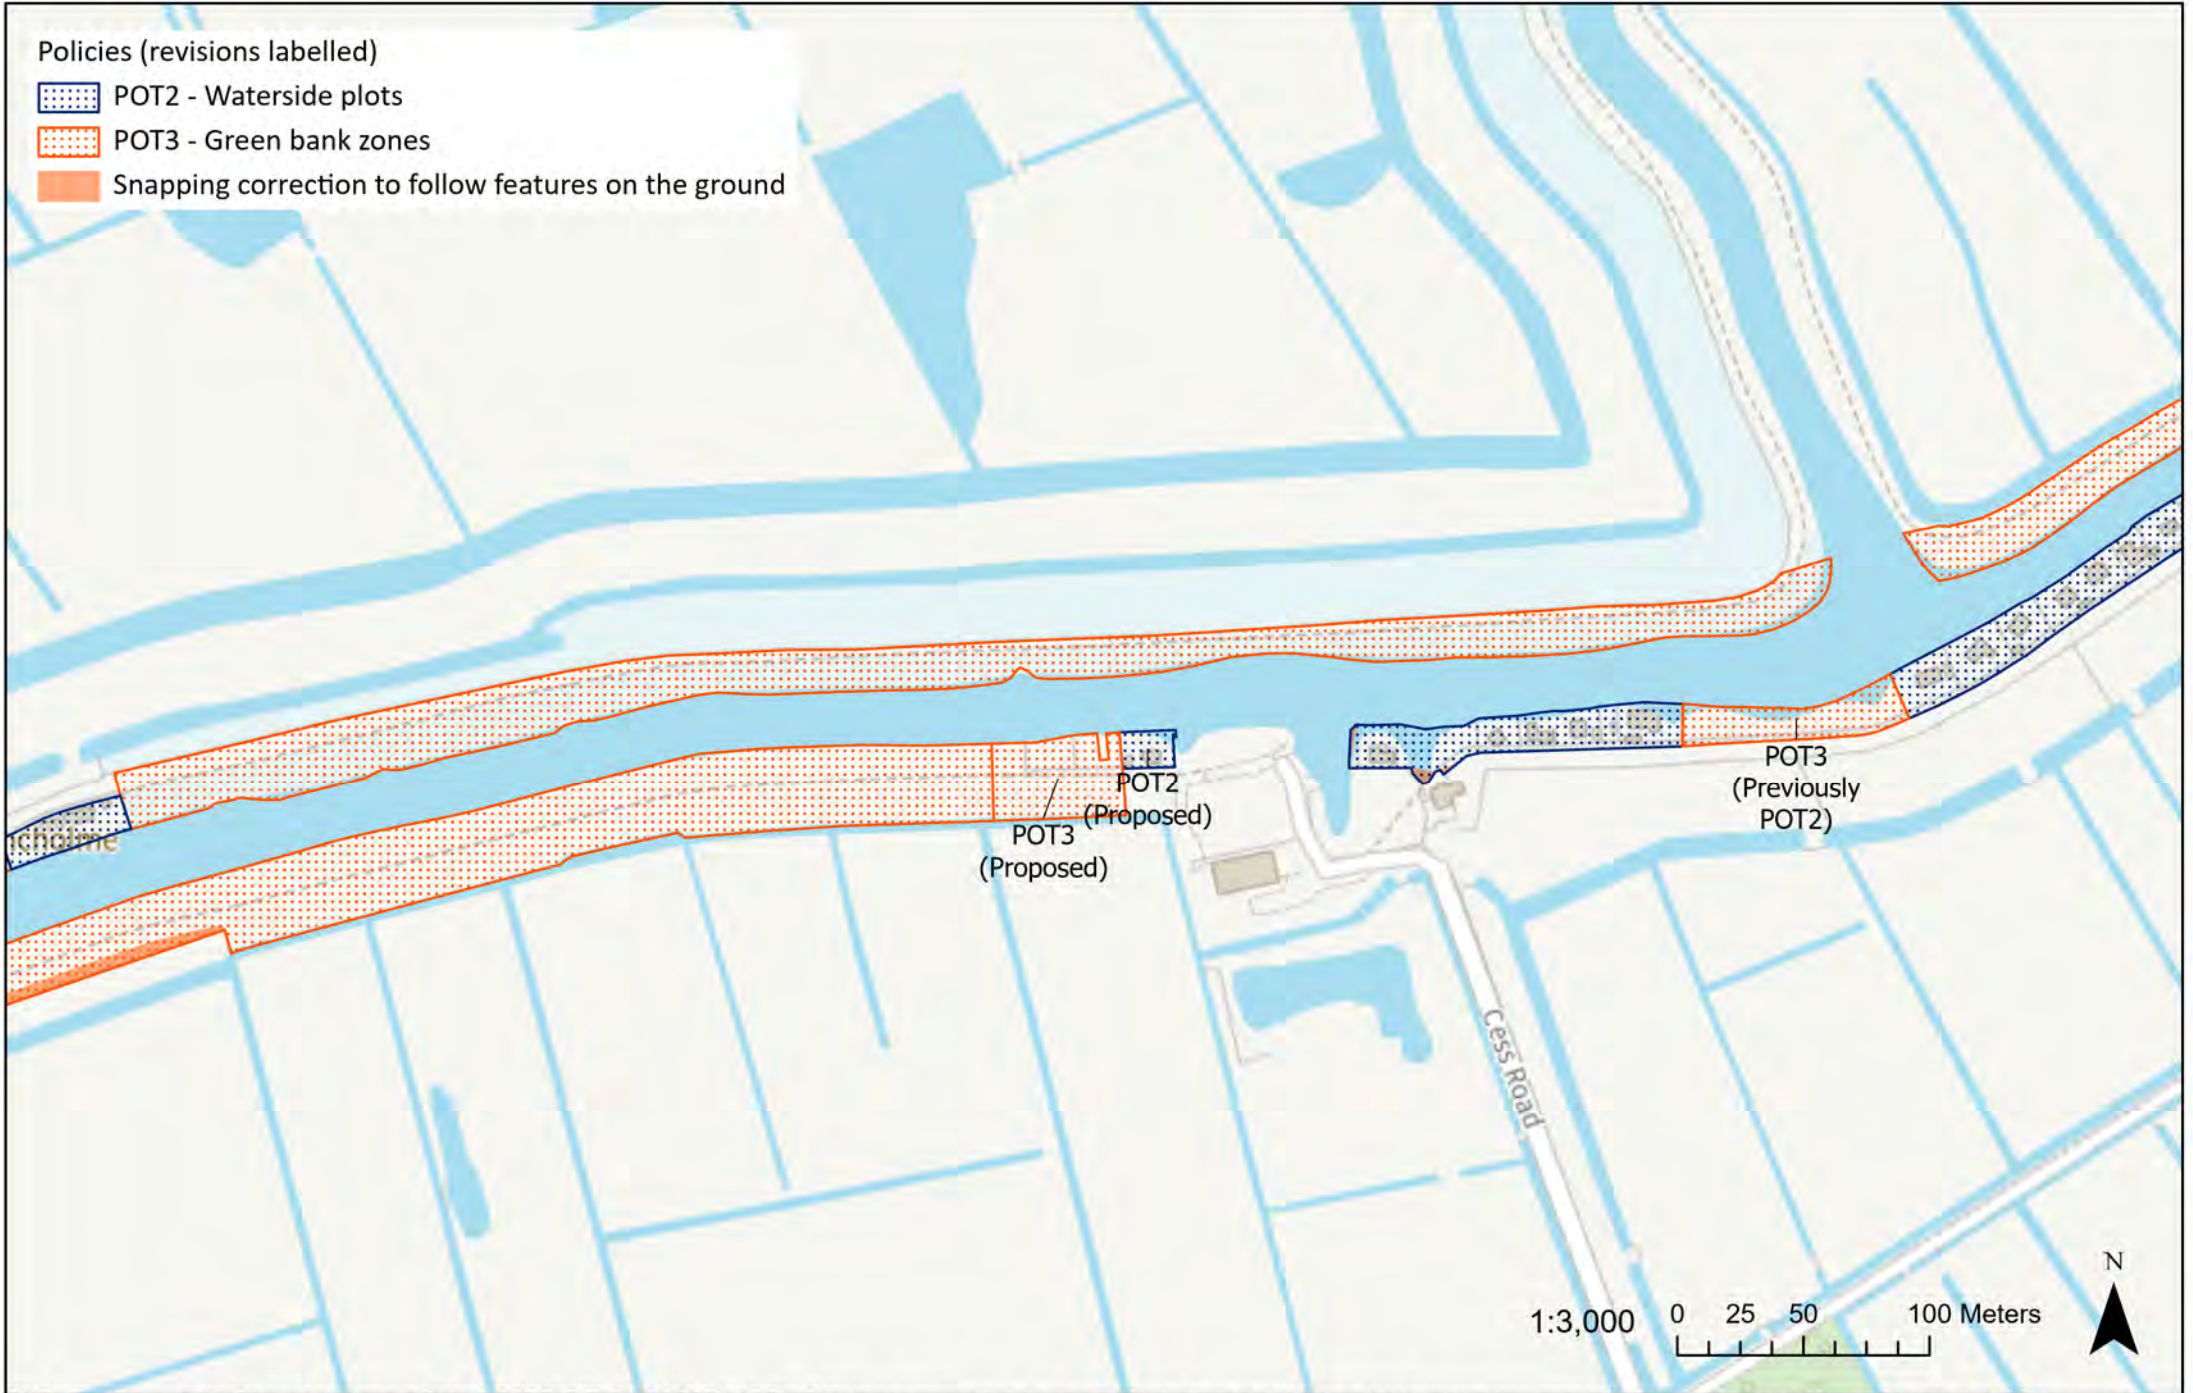 Policies (revisions labelled)
POT2 - Waterside plots
POT3 - Green bank zones
Snapping correction to follow features on the ground
POT3
(Previously
POT2)
POT2
(Proposed)
POT3
(Proposed)
Cess Road
N
1:3,000
0 25 50 100 Meters